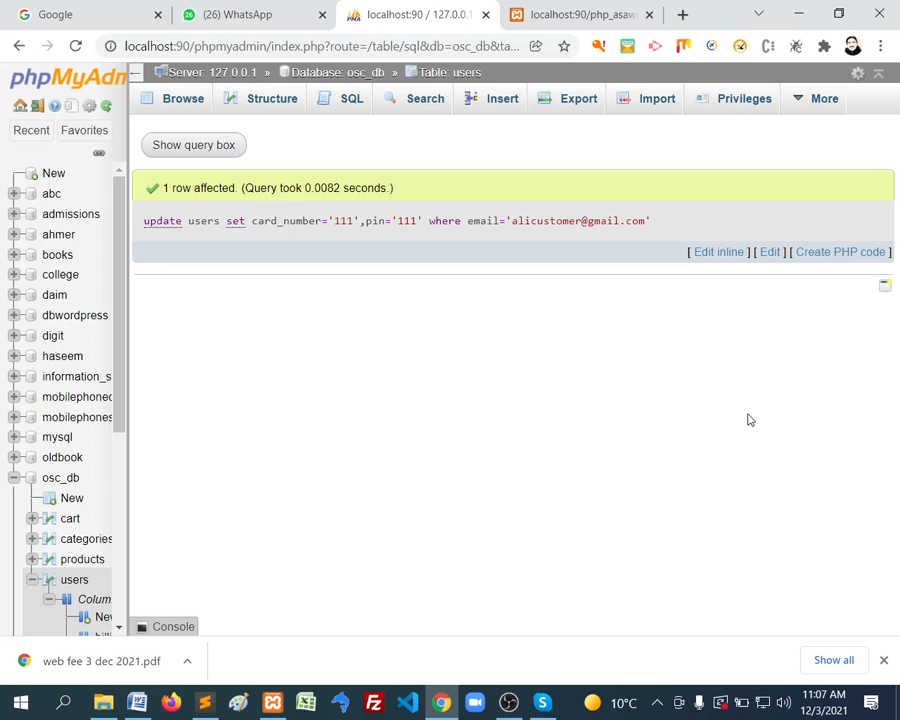 Google
(26) WhatsApp
localhost:90 / 127.0.0.1
localhost:90/php_asaw
localhost:90/phpmyadmin/index.php?route=/table/sql&db=osc_db&ta...
phpMyAdm
Server: 127.0.0.1 » Database: osc_db » Table: users
Browse Structure SQL Search Insert Export Import Privileges More
Recent Favorites
Show query box
1 row affected. (Query took 0.0082 seconds.)
update users set card_number='111',pin='111' where email='alicustomer@gmail.com'
[ Edit inline ] [ Edit ] [ Create PHP code ]
New
abc
admissions
ahmer
books
college
daim
dbwordpress
digit
haseem
information_s
mobilephoned
mobilephones
mysql
oldbook
osc_db
New
cart
categories
products
users
Colum
Nev
Console
web fee 3 dec 2021.pdf
Show all
10°C
11:07 AM
12/3/2021